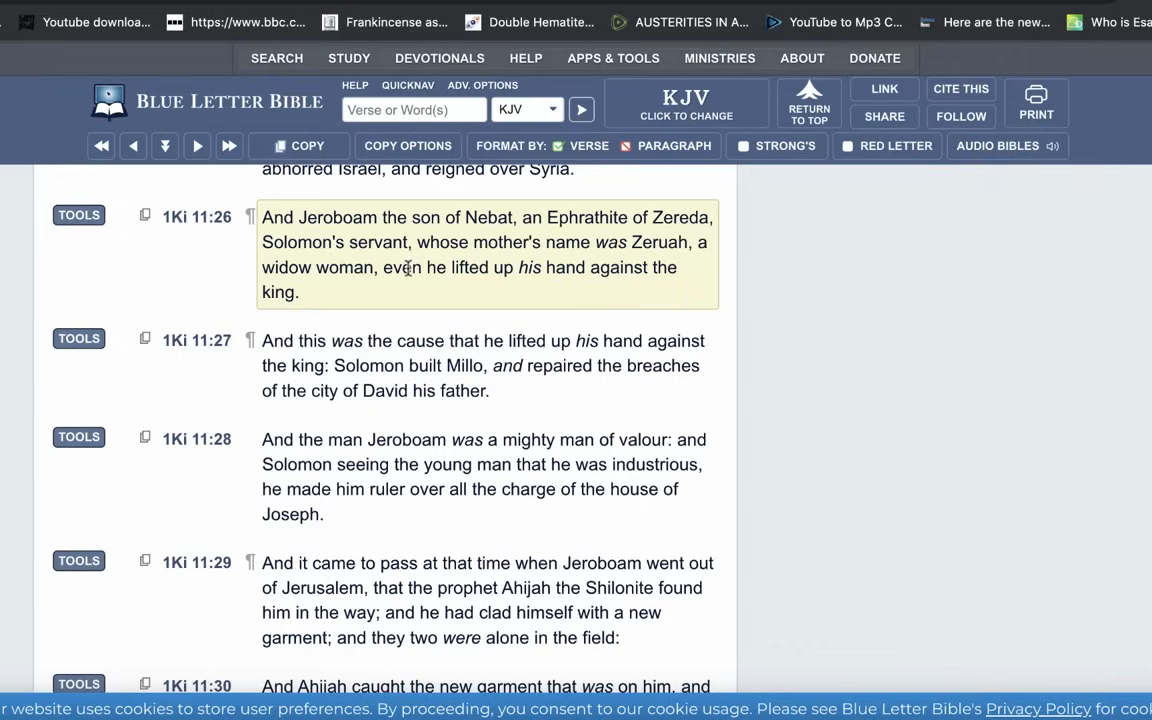 Youtube downloa... https://www.bbc.c... Frankincense as... Double Hematite... AUSTERITIES IN A... YouTube to Mp3 C... Here are the new... Who is Esa
SEARCH STUDY DEVOTIONALS HELP APPS & TOOLS MINISTRIES ABOUT DONATE
BLUE LETTER BIBLE
HELP QUICKNAV ADV. OPTIONS
Verse or Word(s) KJV
KJV
CLICK TO CHANGE
RETURN
TO TOP
LINK CITE THIS
SHARE FOLLOW
PRINT
COPY COPY OPTIONS FORMAT BY: VERSE PARAGRAPH STRONG'S RED LETTER AUDIO BIBLES
abhorred Israel, and reigned over Syria.
TOOLS 1Ki 11:26 ¶ And Jeroboam the son of Nebat, an Ephrathite of Zereda,
Solomon's servant, whose mother's name was Zeruah, a
widow woman, even he lifted up his hand against the
king.
TOOLS 1Ki 11:27 ¶ And this was the cause that he lifted up his hand against
the king: Solomon built Millo, and repaired the breaches
of the city of David his father.
TOOLS 1Ki 11:28 And the man Jeroboam was a mighty man of valour: and
Solomon seeing the young man that he was industrious,
he made him ruler over all the charge of the house of
Joseph.
TOOLS 1Ki 11:29 ¶ And it came to pass at that time when Jeroboam went out
of Jerusalem, that the prophet Ahijah the Shilonite found
him in the way; and he had clad himself with a new
garment; and they two were alone in the field:
TOOLS 1Ki 11:30 And Ahijah caught the new garment that was on him, and
r website uses cookies to store user preferences. By proceeding, you consent to our cookie usage. Please see Blue Letter Bible's Privacy Policy for cook